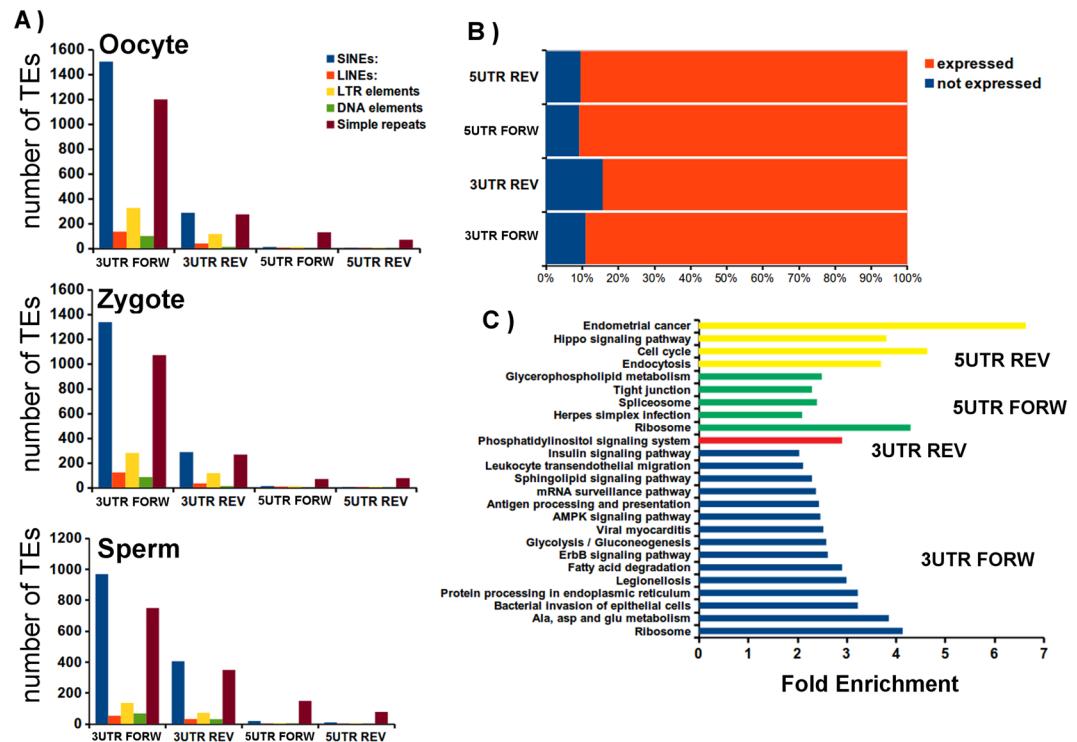 A )
Oocyte
number of TEs
1600
1400
1200
1000
800
600
400
200
0
SINEs:
LINEs:
LTR elements
DNA elements
Simple repeats
3UTR FORW 3UTR REV 5UTR FORW 5UTR REV
Zygote
number of TEs
1600
1400
1200
1000
800
600
400
200
0
3UTR FORW 3UTR REV 5UTR FORW 5UTR REV
Sperm
number of TEs
1200
1000
800
600
400
200
0
3UTR FORW 3UTR REV 5UTR FORW 5UTR REV
B )
5UTR REV
5UTR FORW
3UTR REV
3UTR FORW
0% 10% 20% 30% 40% 50% 60% 70% 80% 90% 100%
expressed
not expressed
C )
Endometrial cancer
Hippo signaling pathway
Cell cycle
Endocytosis
Glycerophospholipid metabolism
Tight junction
Spliceosome
Herpes simplex infection
Ribosome
Phosphatidylinositol signaling system
Insulin signaling pathway
Leukocyte transendothelial migration
Sphingolipid signaling pathway
mRNA surveillance pathway
Antigen processing and presentation
AMPK signaling pathway
Viral myocarditis
Glycolysis / Gluconeogenesis
ErbB signaling pathway
Fatty acid degradation
Legionellosis
Protein processing in endoplasmic reticulum
Bacterial invasion of epithelial cells
Ala, asp and glu metabolism
Ribosome
5UTR REV
5UTR FORW
3UTR REV
3UTR FORW
0 1 2 3 4 5 6 7
Fold Enrichment